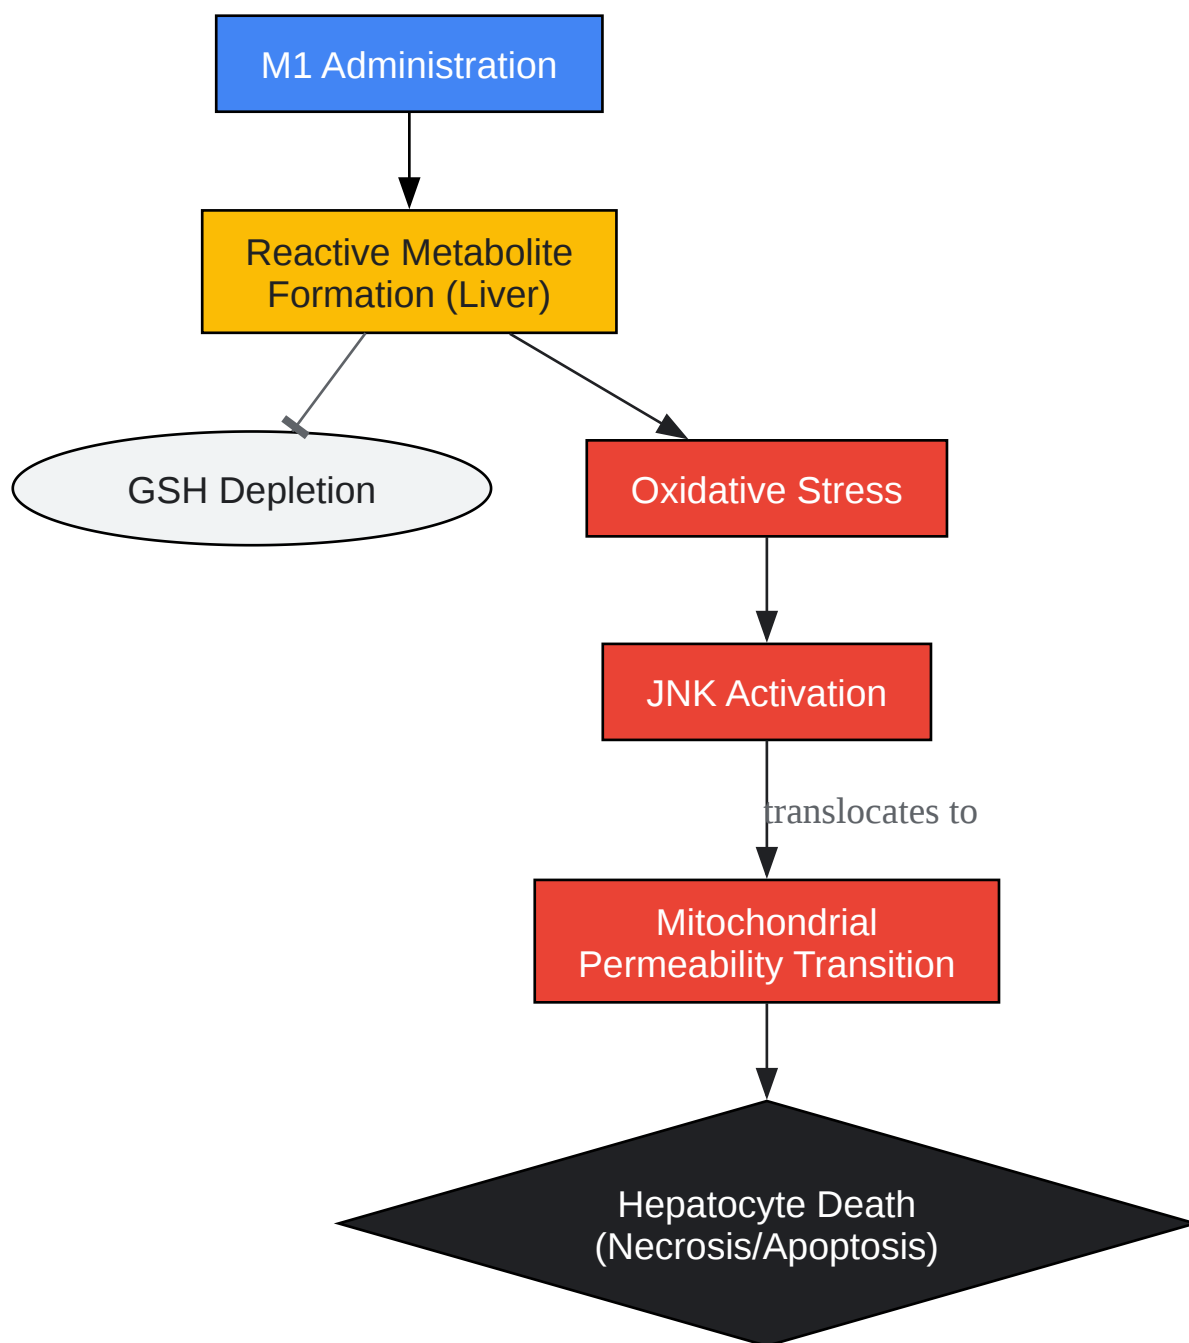 M1 Administration
Reactive Metabolite
Formation (Liver)
GSH Depletion
Oxidative Stress
JNK Activation
translocates to
Mitochondrial
Permeability Transition
Hepatocyte Death
(Necrosis/Apoptosis)